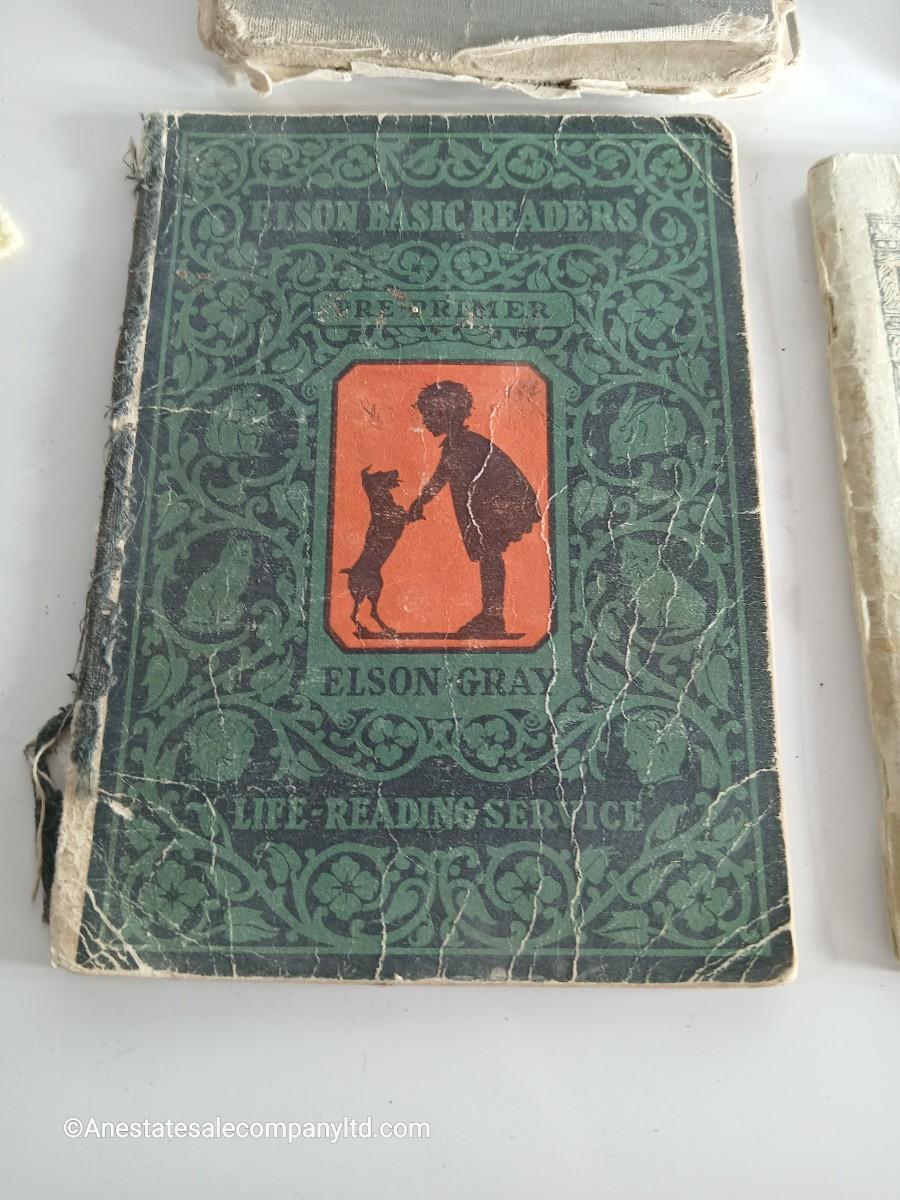 ELSON BASIC READERS
PRE-PRIMER
ELSON-GRAY
LIFE-READING SERVICE
©Anestatesalecompanyltd.com